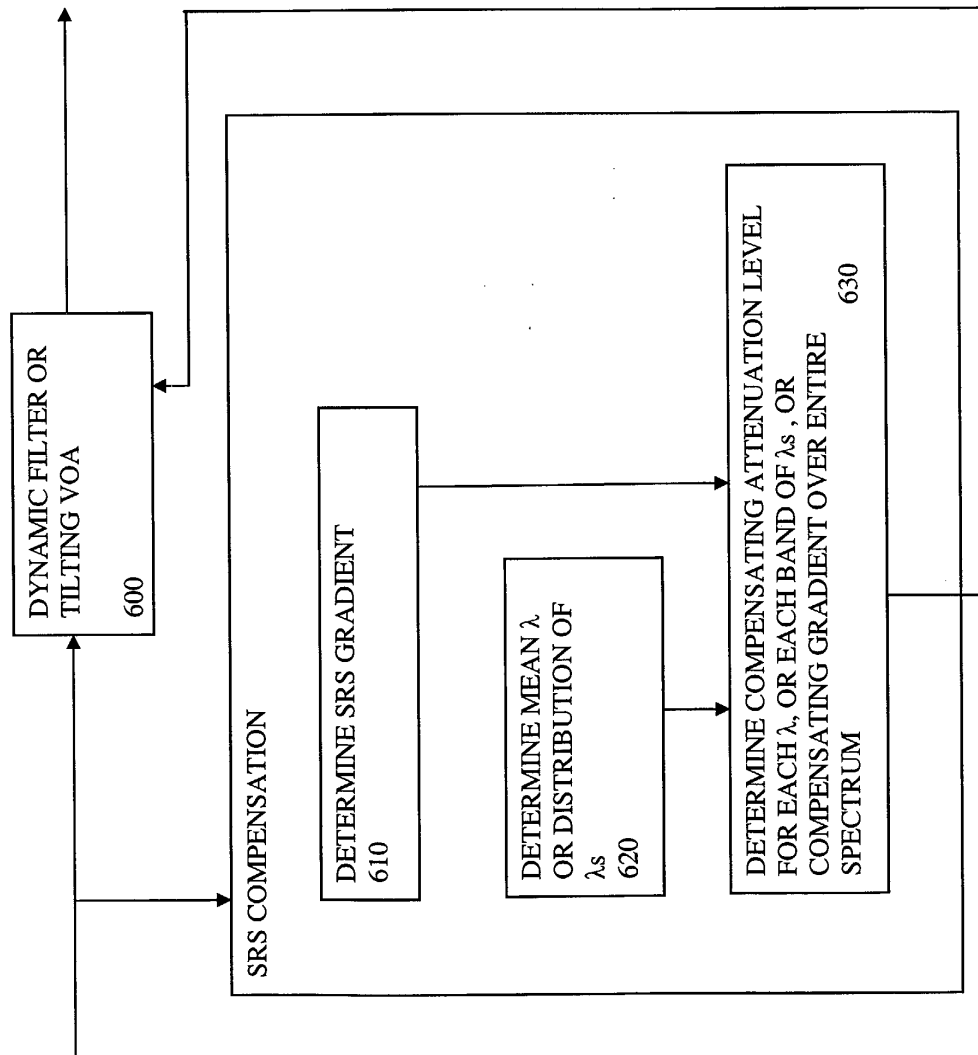 DYNAMIC FILTER OR
TILTING VOA
600
SRS COMPENSATION
DETERMINE SRS GRADIENT
610
DETERMINE MEAN λ
OR DISTRIBUTION OF
λs
620
DETERMINE COMPENSATING ATTENUATION LEVEL
FOR EACH λ, OR EACH BAND OF λs , OR
COMPENSATING GRADIENT OVER ENTIRE
SPECTRUM
630